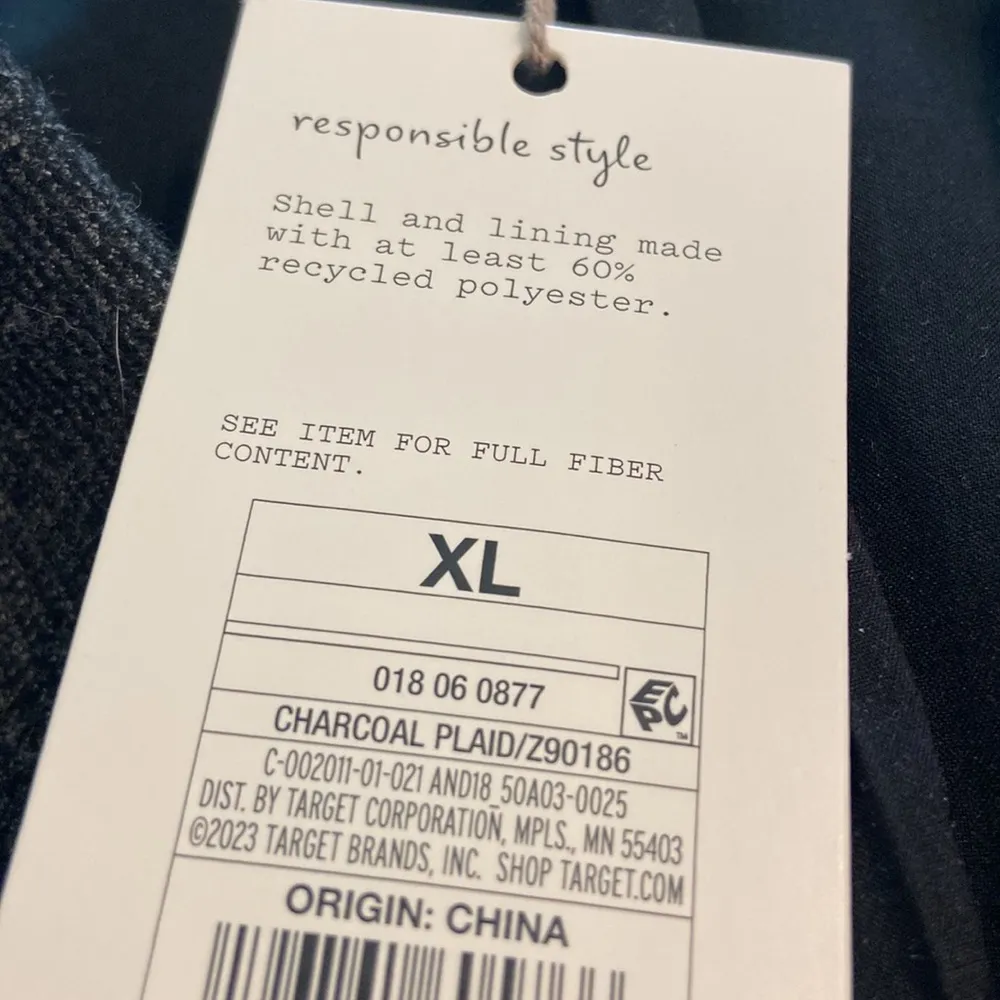 responsible style
Shell and lining made
with at least 60%
recycled polyester.
SEE ITEM FOR FULL FIBER
CONTENT.
XL
018 06 0877
EPC™
CHARCOAL PLAID/Z90186
C-002011-01-021 AND18_50A03-0025
DIST. BY TARGET CORPORATION, MPLS., MN 55403
©2023 TARGET BRANDS, INC. SHOP TARGET.COM
ORIGIN: CHINA